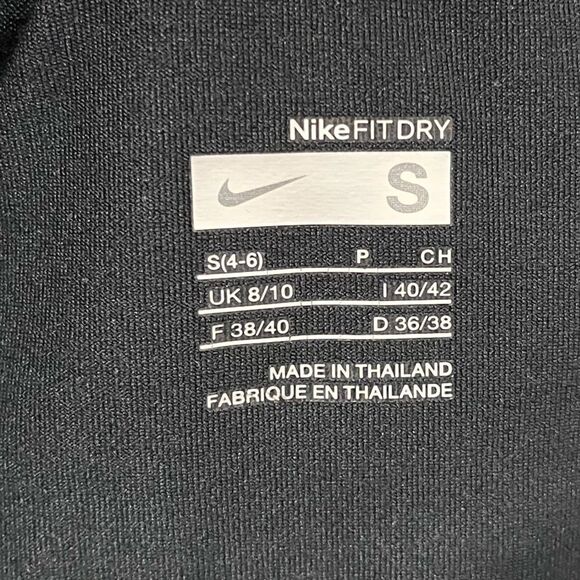 NikeFITDRY
S
S(4-6) P CH
UK 8/10 I 40/42
F 38/40 D 36/38
MADE IN THAILAND
FABRIQUE EN THAILANDE